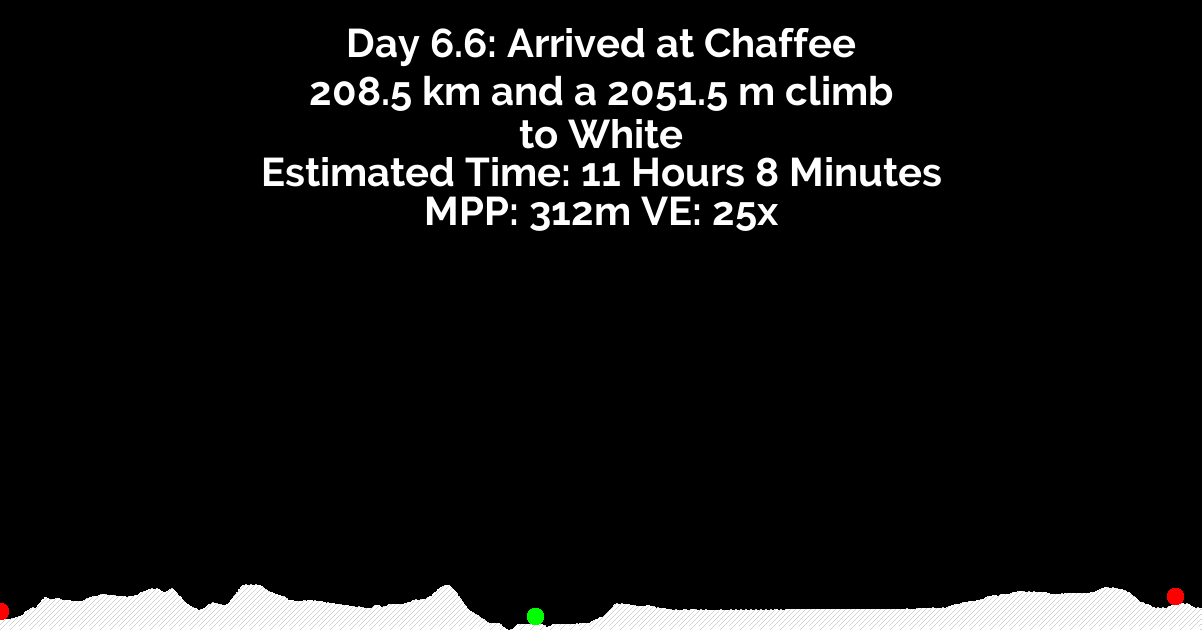 Day 6.6: Arrived at Chaffee
208.5 km and a 2051.5 m climb
to White
Estimated Time: 11 Hours 8 Minutes
MPP: 312m VE: 25x